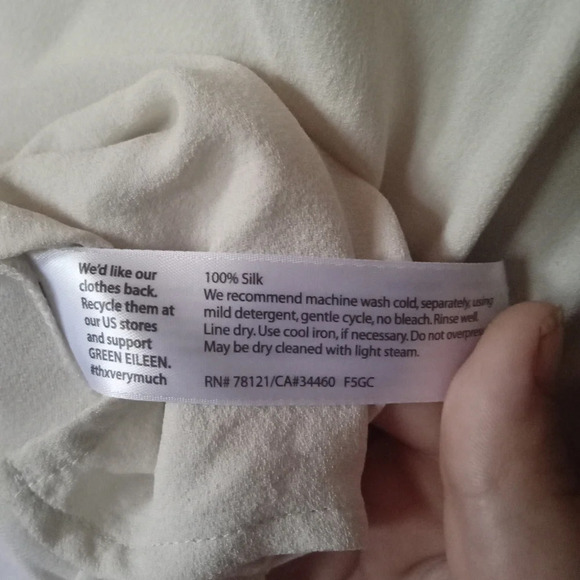 We'd like our
clothes back.
Recycle them at
our US stores
and support
GREEN EILEEN.
#thxverymuch
100% Silk
We recommend machine wash cold, separately, using
mild detergent, gentle cycle, no bleach. Rinse well.
Line dry. Use cool iron, if necessary. Do not overpress.
May be dry cleaned with light steam.
RN# 78121/CA#34460 F5GC